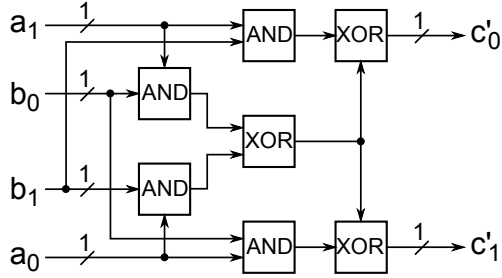 a₁ 1 AND XOR 1 c'₀
b₀ 1 AND
XOR
b₁ 1 AND
a₀ 1 AND XOR 1 c'₁